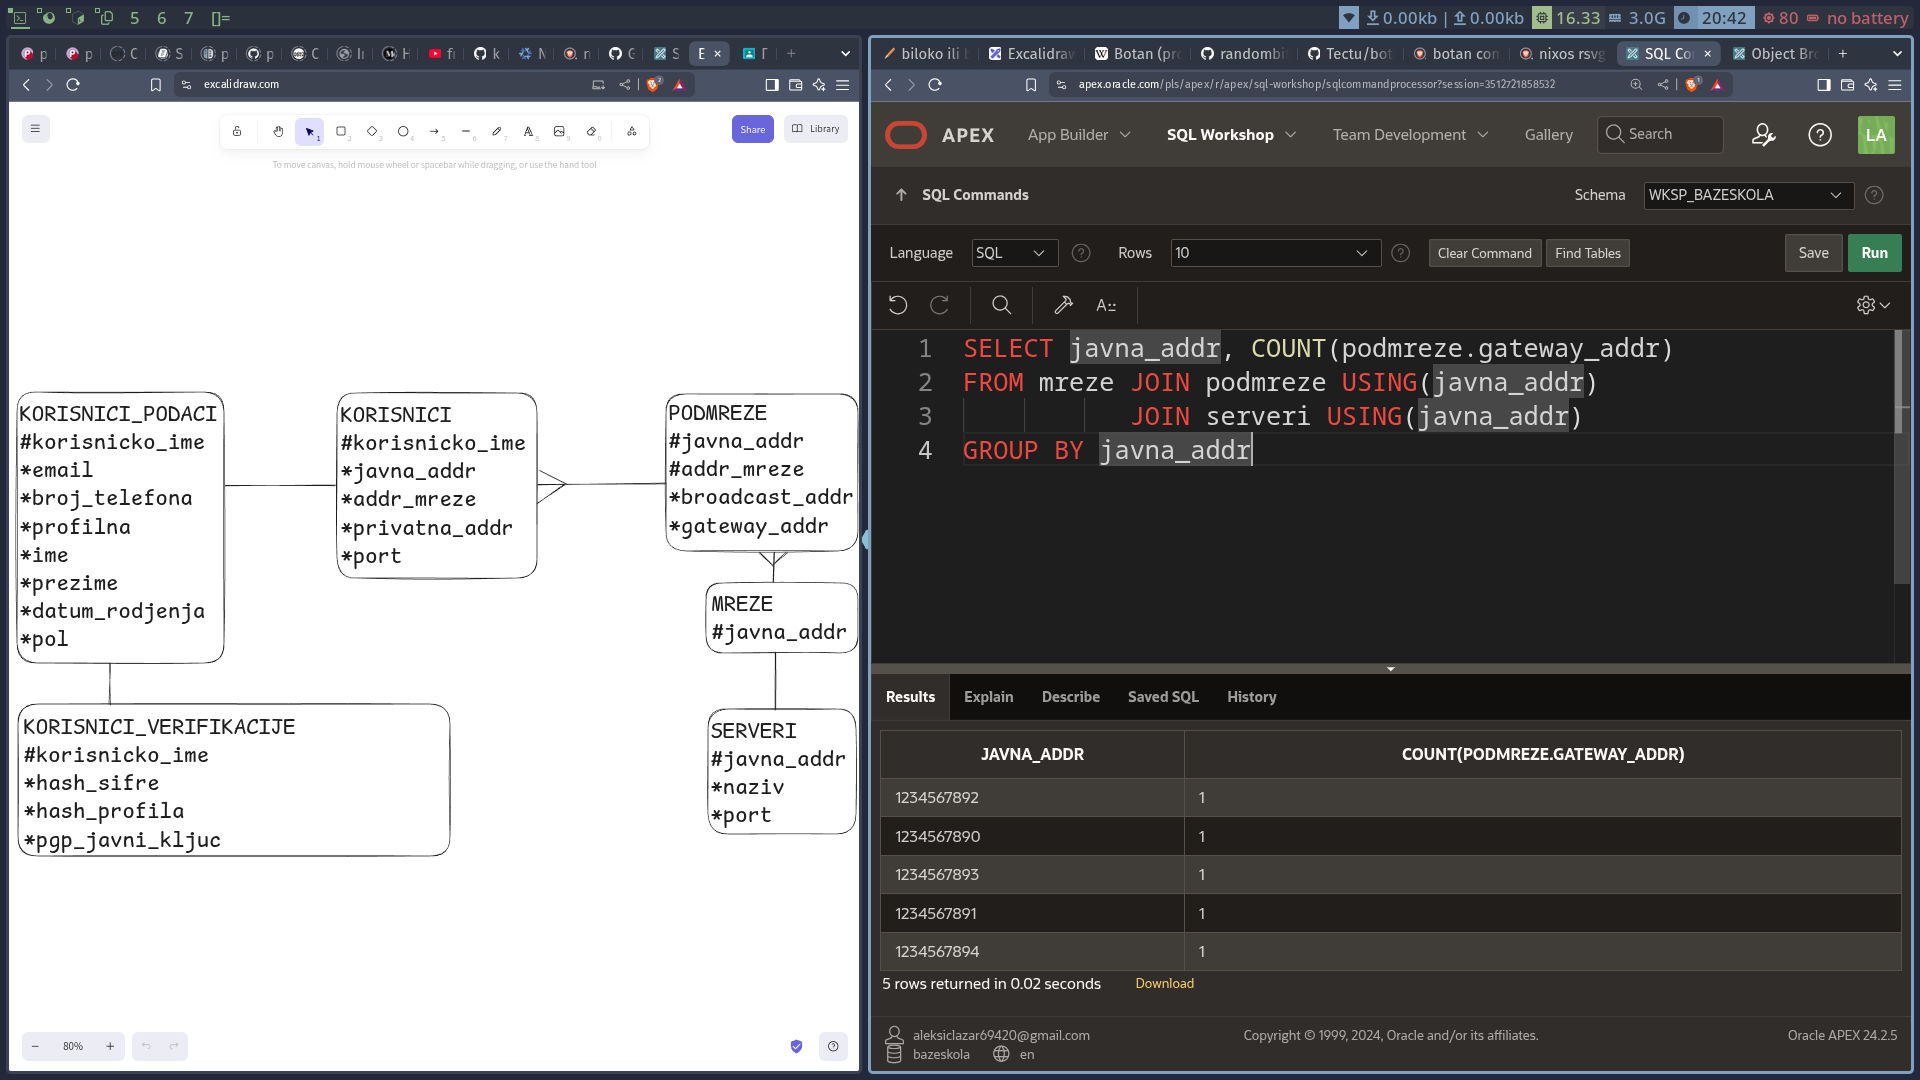 5 6 7 []=
0.00kb | 0.00kb 16.33 3.0G 20:42 80 no battery
p p C S p p C Ir H fr k N n C S E Γ +
biloko ili Excalidraw Botan (pro randombi Tectu/bot botan con nixos rsvg SQL Co × Object Bro +
excalidraw.com
apex.oracle.com/pls/apex/r/apex/sql-workshop/sqlcommandprocessor?session=3512721858532
Share Library
To move canvas, hold mouse wheel or spacebar while dragging, or use the hand tool
KORISNICI_PODACI
#korisnicko_ime
*email
*broj_telefona
*profilna
*ime
*prezime
*datum_rodjenja
*pol
KORISNICI
#korisnicko_ime
*javna_addr
*addr_mreze
*privatna_addr
*port
PODMREZE
#javna_addr
#addr_mreze
*broadcast_addr
*gateway_addr
MREZE
#javna_addr
KORISNICI_VERIFIKACIJE
#korisnicko_ime
*hash_sifre
*hash_profila
*pgp_javni_kljuc
SERVERI
#javna_addr
*naziv
*port
80%
APEX App Builder SQL Workshop Team Development Gallery Search LA
SQL Commands Schema WKSP_BAZESKOLA
Language SQL Rows 10 Clear Command Find Tables Save Run
1 SELECT javna_addr, COUNT(podmreze.gateway_addr)
2 FROM mreze JOIN podmreze USING(javna_addr)
3 JOIN serveri USING(javna_addr)
4 GROUP BY javna_addr
Results Explain Describe Saved SQL History
JAVNA_ADDR COUNT(PODMREZE.GATEWAY_ADDR)
1234567892 1
1234567890 1
1234567893 1
1234567891 1
1234567894 1
5 rows returned in 0.02 seconds Download
aleksiclazar69420@gmail.com Copyright © 1999, 2024, Oracle and/or its affiliates. Oracle APEX 24.2.5
bazeskola en